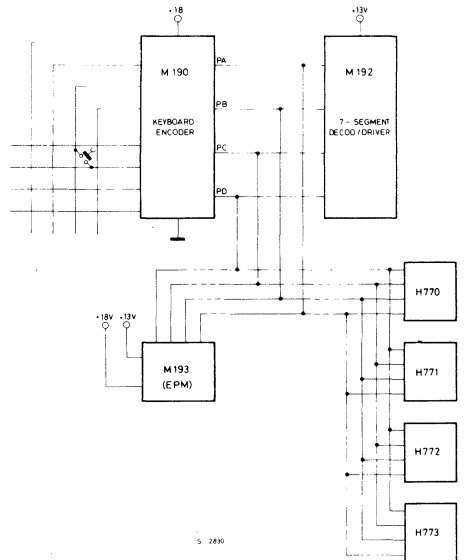 +18
+13V
M 190
KEYBOARD
ENCODER
PA
PB
PC
PD
M 192
7 - SEGMENT
DECOD / DRIVER
+18V
+13V
M 193
(EPM)
H770
H771
H772
H773
S 2830